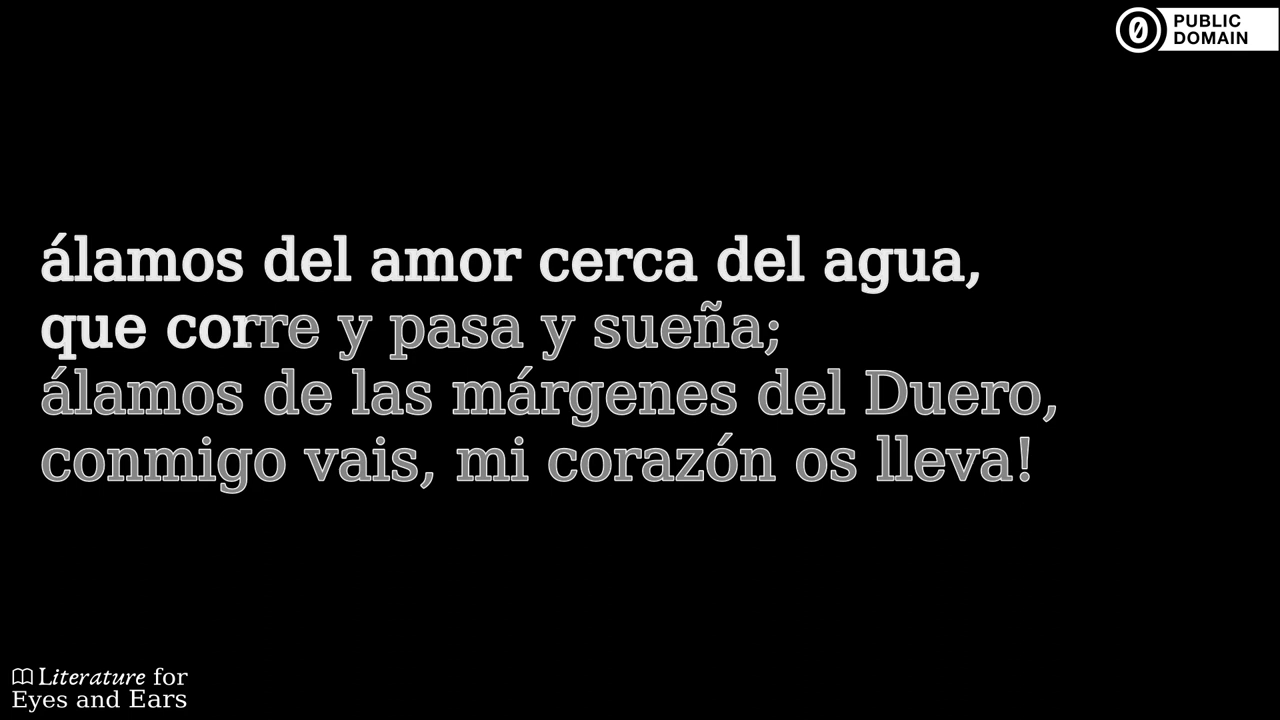 PUBLIC
DOMAIN
álamos del amor cerca del agua,
que corre y pasa y sueña;
álamos de las márgenes del Duero,
conmigo vais, mi corazón os lleva!
Literature for
Eyes and Ears